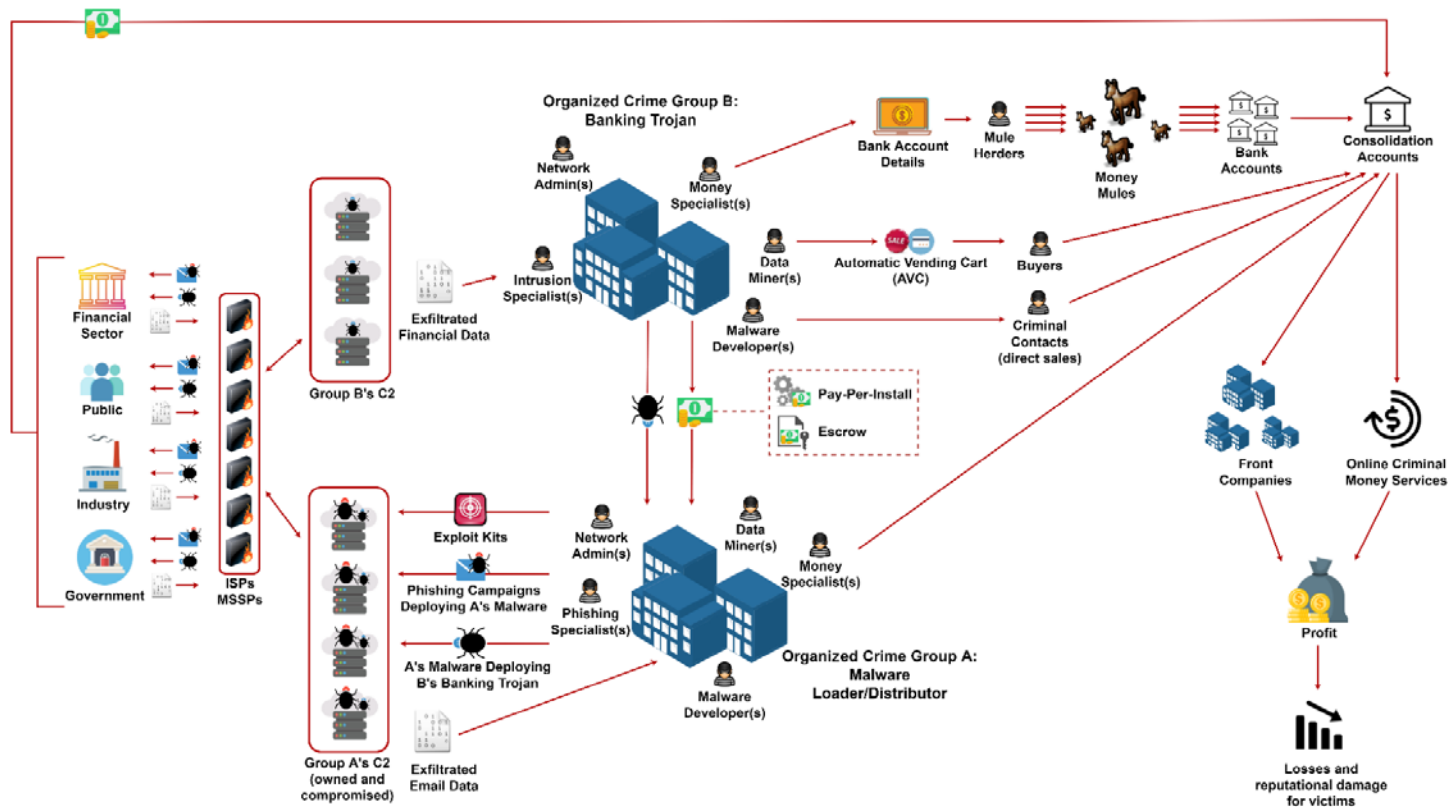 Organized Crime Group B:
Banking Trojan
Network
Admin(s)
Money
Specialist(s)
Intrusion
Specialist(s)
Data
Miner(s)
Malware
Developer(s)
Bank Account
Details
Mule
Herders
Money
Mules
Bank
Accounts
Consolidation
Accounts
SALE
Automatic Vending Cart
(AVC)
Buyers
Criminal
Contacts
(direct sales)
Financial
Sector
Public
Industry
Government
ISPs
MSSPs
Group B's C2
Exfiltrated
Financial Data
Pay-Per-Install
Escrow
Front
Companies
Online Criminal
Money Services
Profit
Losses and
reputational damage
for victims
Exploit Kits
Phishing Campaigns
Deploying A's Malware
A's Malware Deploying
B's Banking Trojan
Group A's C2
(owned and
compromised)
Exfiltrated
Email Data
Network
Admin(s)
Data
Miner(s)
Money
Specialist(s)
Phishing
Specialist(s)
Malware
Developer(s)
Organized Crime Group A:
Malware
Loader/Distributor